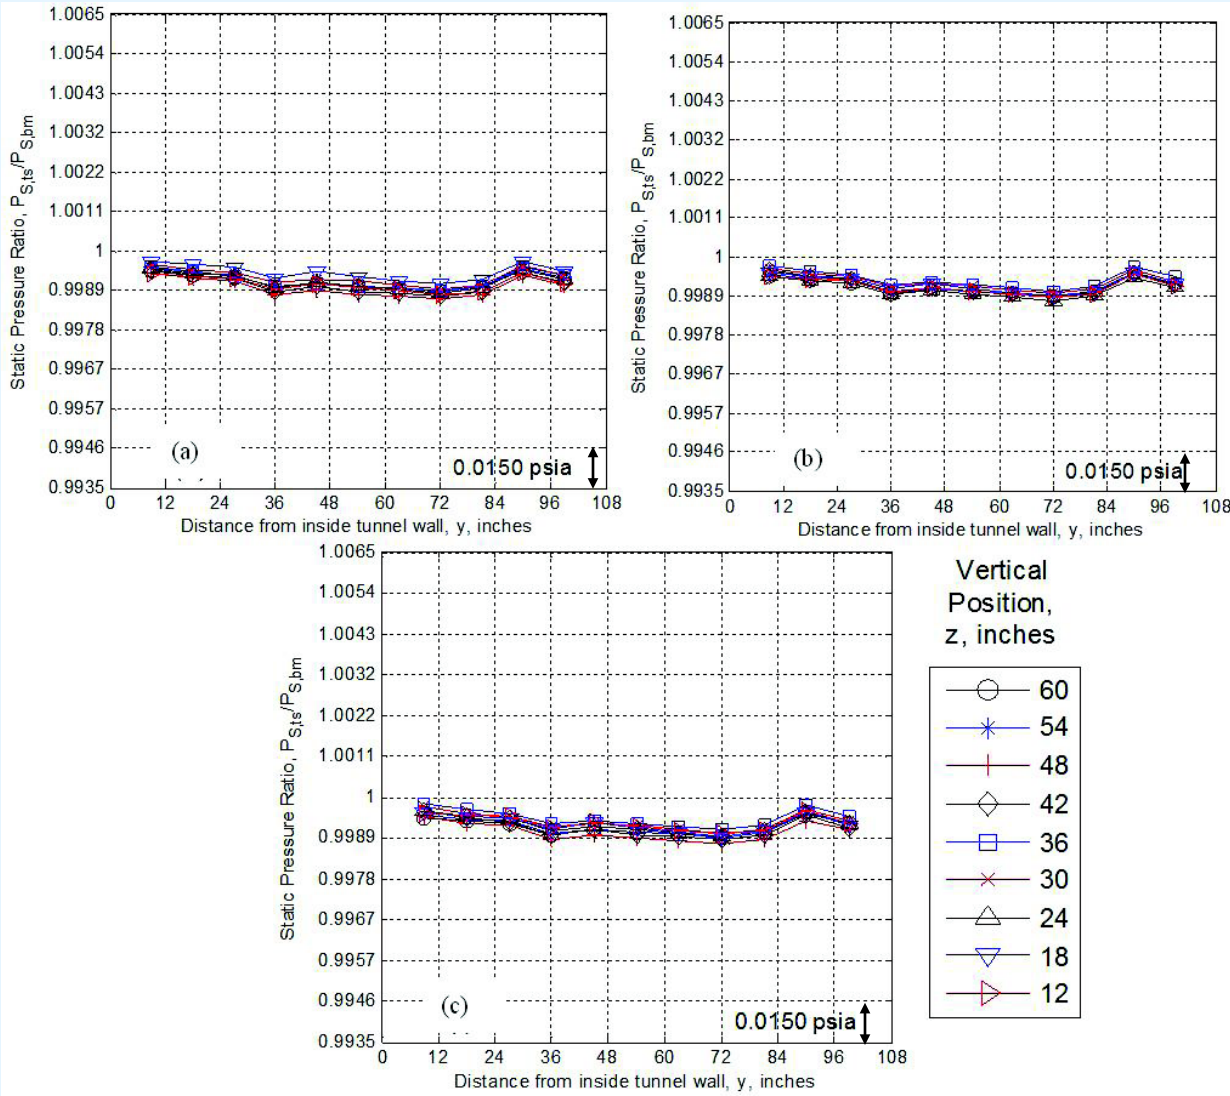 Static Pressure Ratio, P_S,ts/P_S,bm
1.0065
1.0054
1.0043
1.0032
1.0022
1.0011
1
0.9989
0.9978
0.9967
0.9957
0.9946
0.9935
(a)
0.0150 psia
0 12 24 36 48 60 72 84 96 108
Distance from inside tunnel wall, y, inches
Static Pressure Ratio, P_S,ts/P_S,bm
1.0065
1.0054
1.0043
1.0032
1.0022
1.0011
1
0.9989
0.9978
0.9967
0.9957
0.9946
0.9935
(b)
0.0150 psia
0 12 24 36 48 60 72 84 96 108
Distance from inside tunnel wall, y, inches
Static Pressure Ratio, P_S,ts/P_S,bm
1.0065
1.0054
1.0043
1.0032
1.0022
1.0011
1
0.9989
0.9978
0.9967
0.9957
0.9946
0.9935
(c)
0.0150 psia
0 12 24 36 48 60 72 84 96 108
Distance from inside tunnel wall, y, inches
Vertical
Position,
z, inches
60
54
48
42
36
30
24
18
12